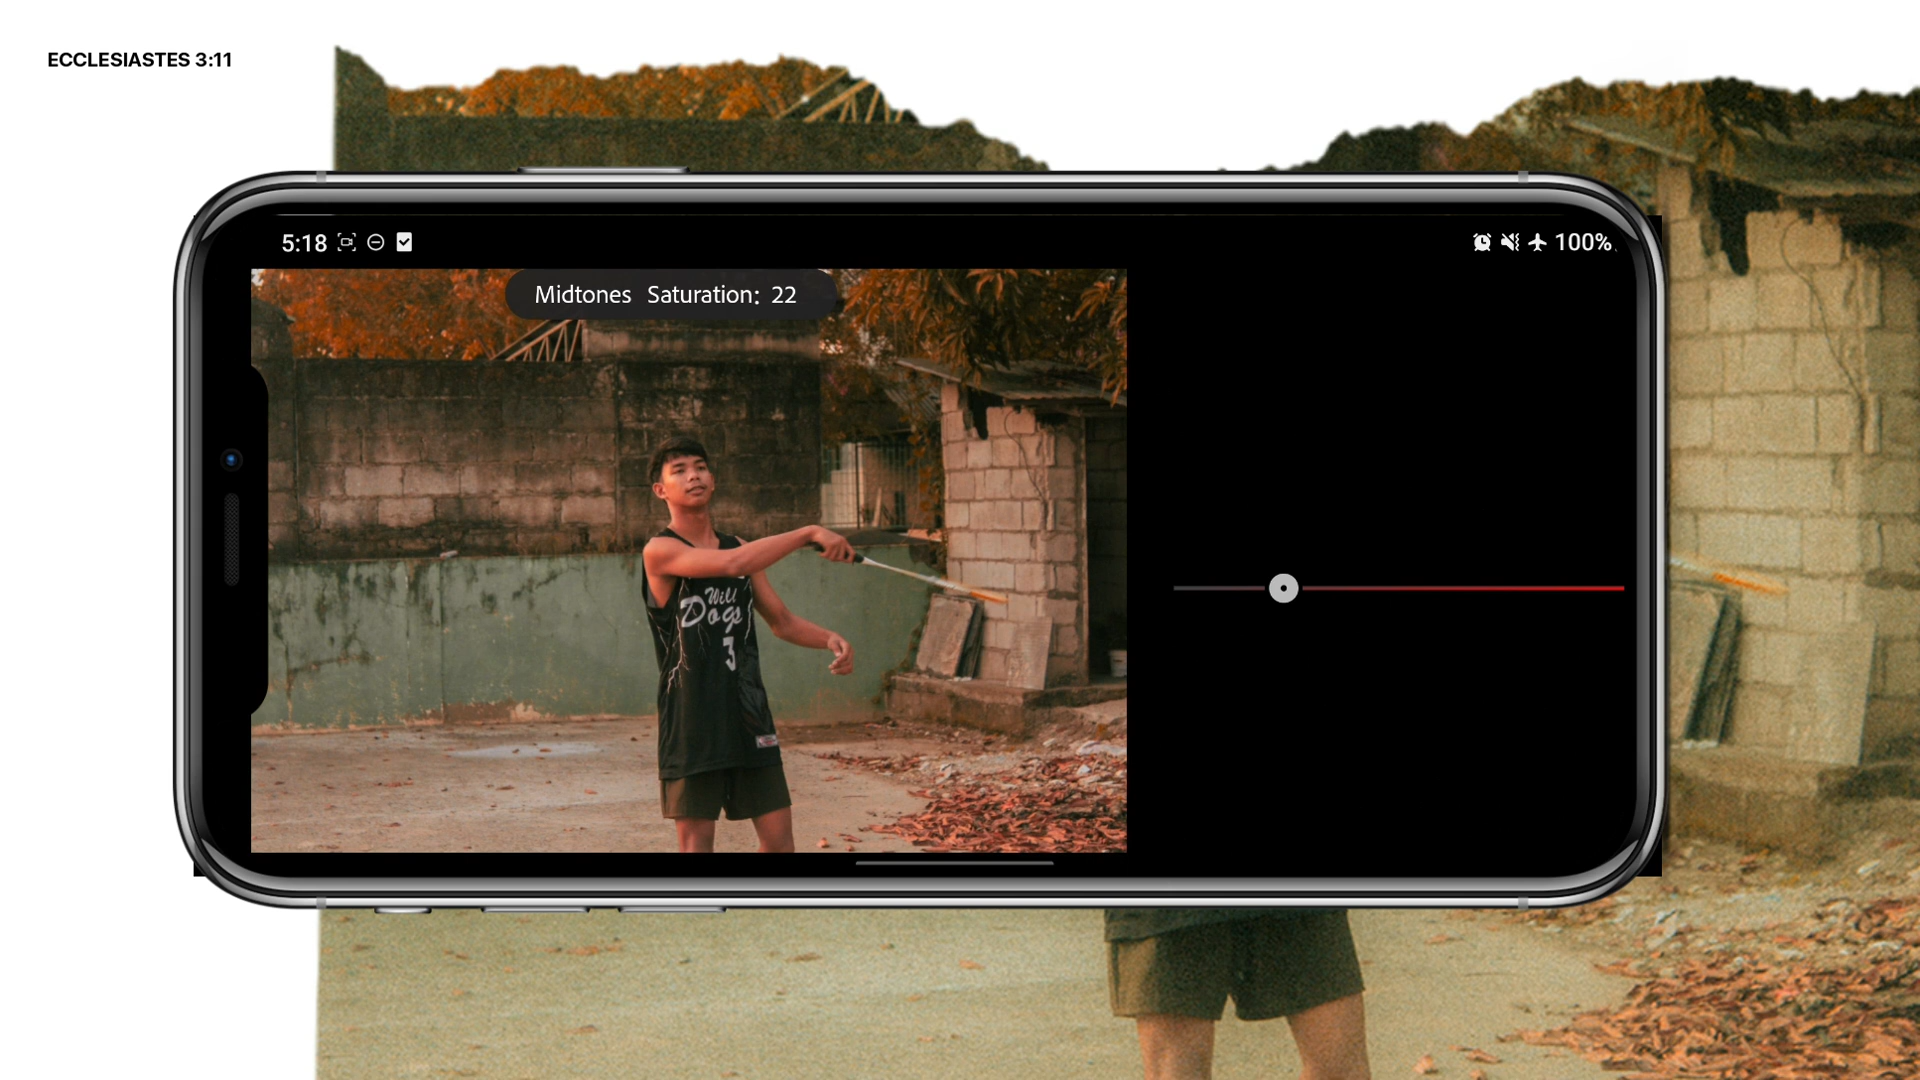 ECCLESIASTES 3:11
5:18
100%
Midtones Saturation: 22
Will
Dogs
3